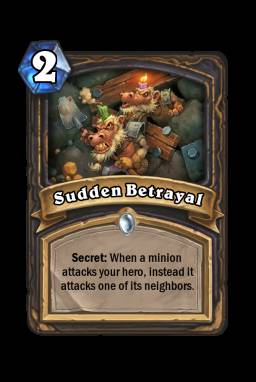 2
Sudden Betrayal
Secret: When a minion
attacks your hero, instead it
attacks one of its neighbors.